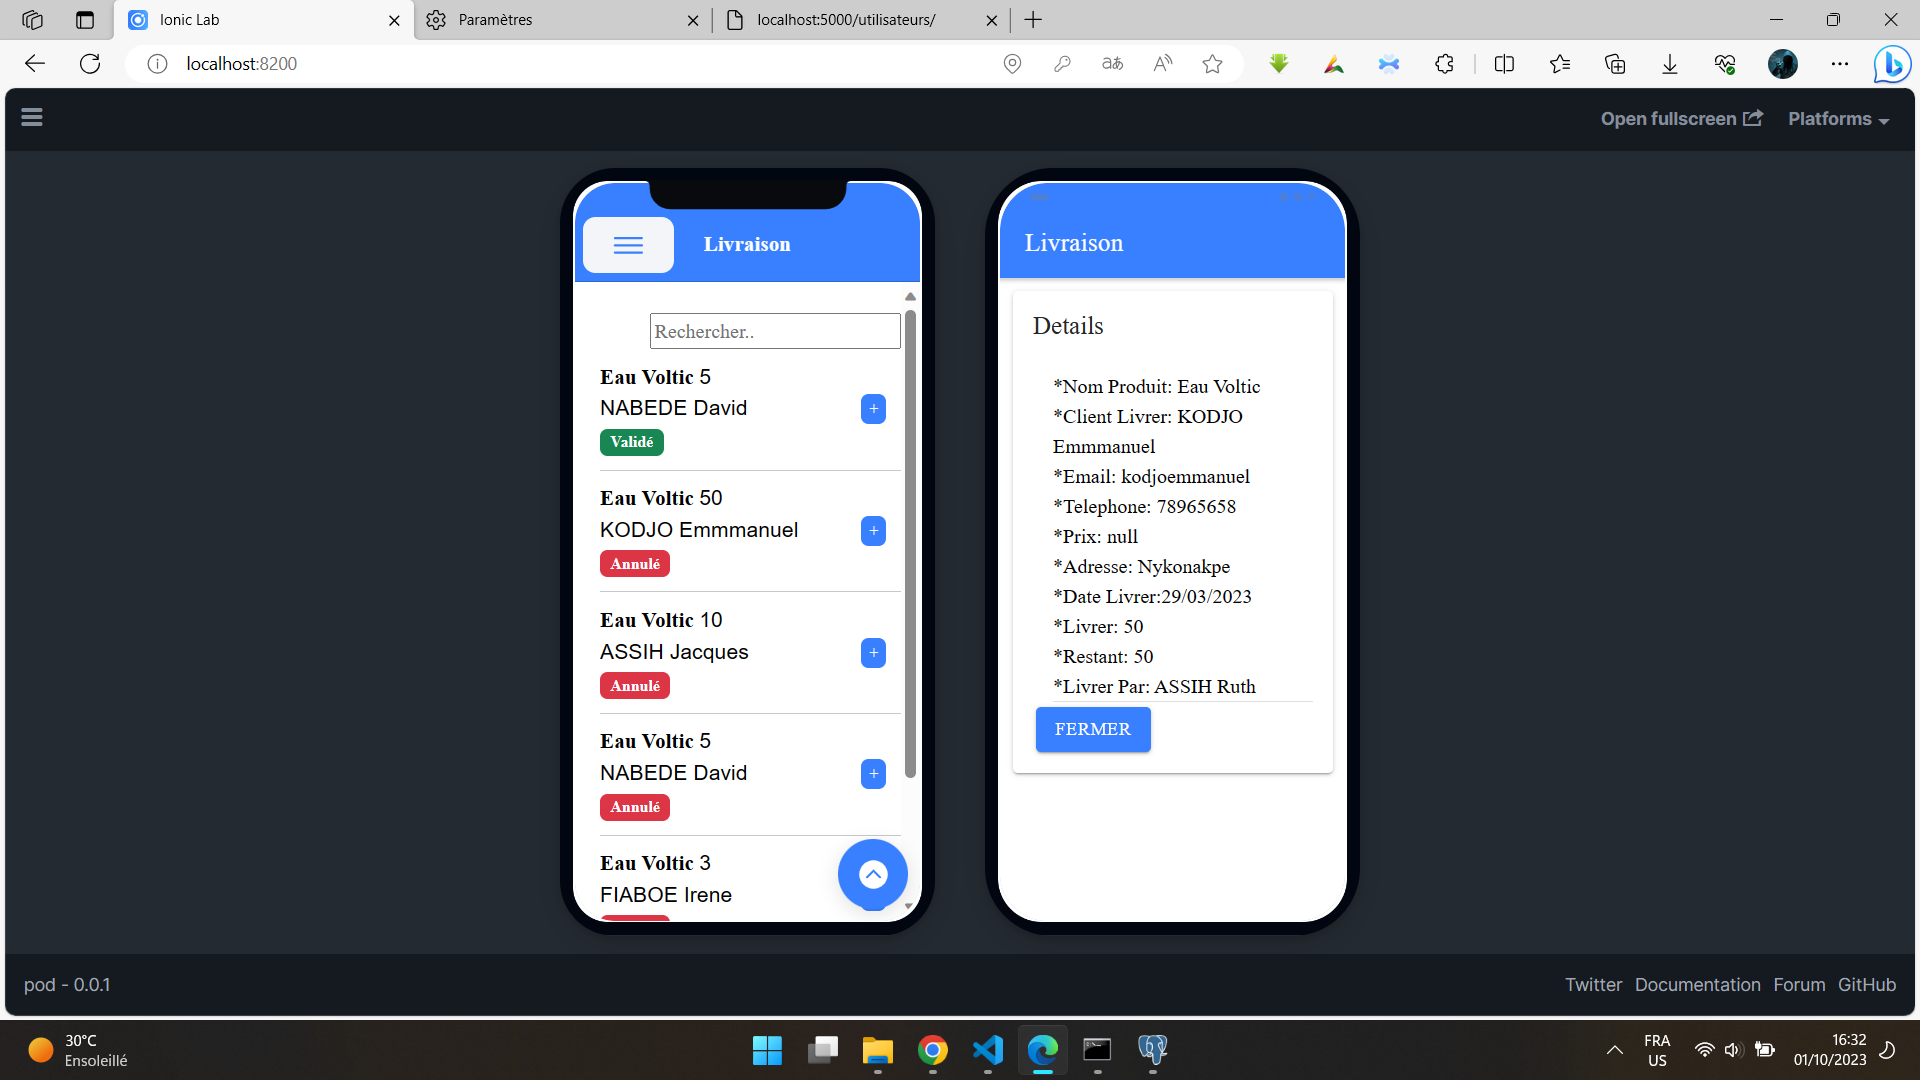 Ionic Lab
Paramètres
localhost:5000/utilisateurs/
localhost:8200
Open fullscreen
Platforms
Livraison
Rechercher..
Eau Voltic 5
NABEDE David
+
Validé
Eau Voltic 50
KODJO Emmmanuel
+
Annulé
Eau Voltic 10
ASSIH Jacques
+
Annulé
Eau Voltic 5
NABEDE David
+
Annulé
Eau Voltic 3
FIABOE Irene
Livraison
Details
*Nom Produit: Eau Voltic
*Client Livrer: KODJO
Emmmanuel
*Email: kodjoemmanuel
*Telephone: 78965658
*Prix: null
*Adresse: Nykonakpe
*Date Livrer:29/03/2023
*Livrer: 50
*Restant: 50
*Livrer Par: ASSIH Ruth
FERMER
pod - 0.0.1
Twitter Documentation Forum GitHub
30°C
Ensoleillé
FRA
US
16:32
01/10/2023